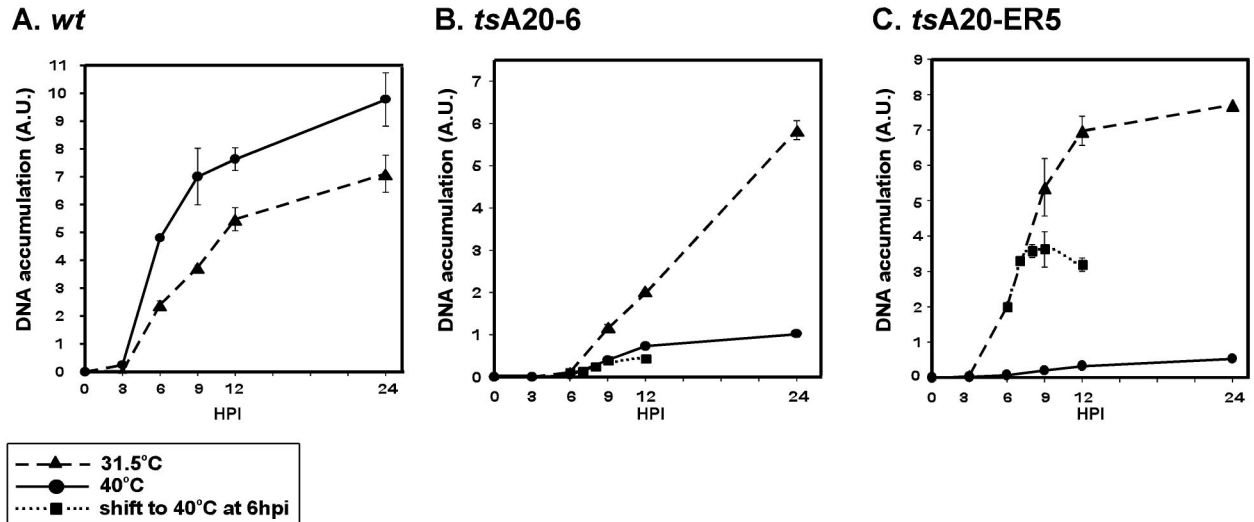 A. wt
B. tsA20-6
C. tsA20-ER5
DNA accumulation (A.U.)
11
10
9
8
7
6
5
4
3
2
1
0
0 3 6 9 12 24
HPI
DNA accumulation (A.U.)
7
6
5
4
3
2
1
0
0 3 6 9 12 24
HPI
DNA accumulation (A.U.)
9
8
7
6
5
4
3
2
1
0
0 3 6 9 12 24
HPI
31.5°C
40°C
shift to 40°C at 6hpi